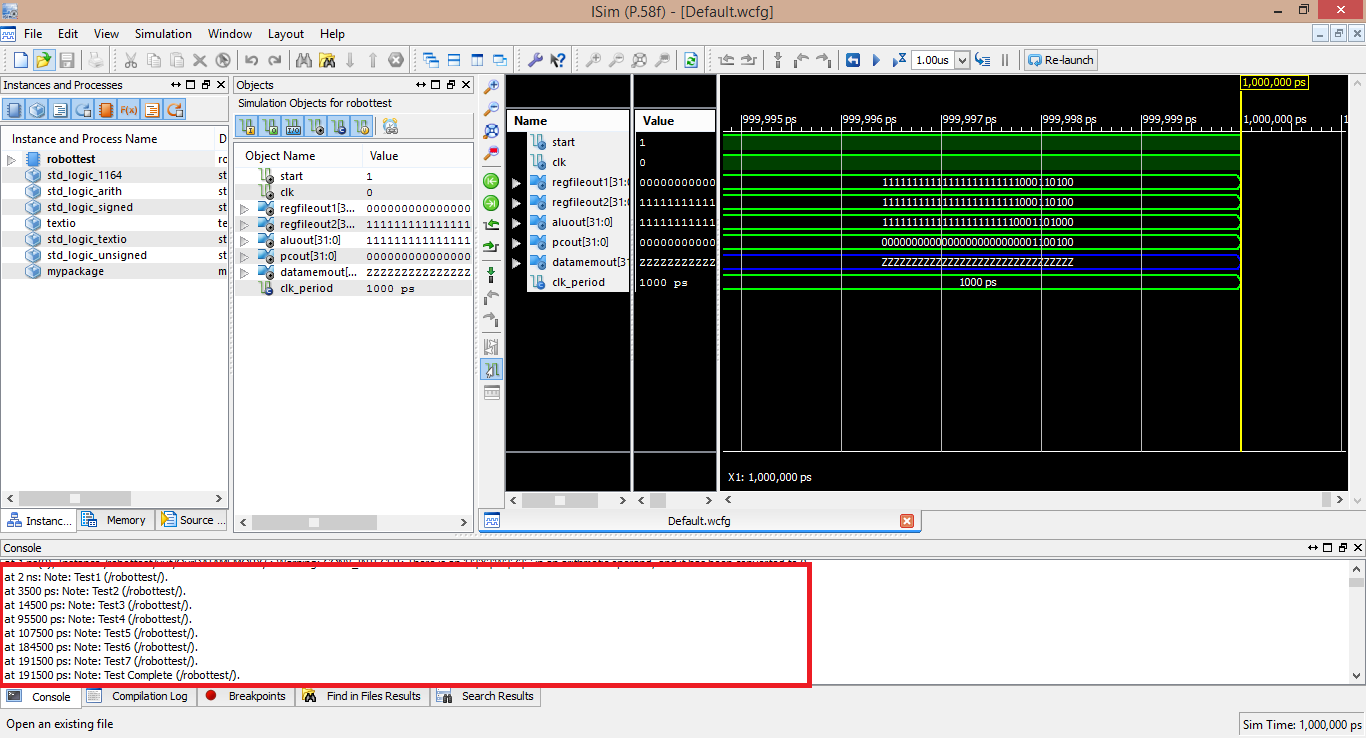 ISim (P.58f) - [Default.wcfg]
File Edit View Simulation Window Layout Help
1.00us Re-launch
Instances and Processes
Instance and Process Name D
robottest rc
std_logic_1164 st
std_logic_arith st
std_logic_signed st
textio te
std_logic_textio st
std_logic_unsigned st
mypackage m
Instanc... Memory Source ...
Objects
Simulation Objects for robottest
Object Name Value
start 1
clk 0
regfileout1[3... 000000000000000
regfileout2[3... 111111111111111
aluout[31:0] 111111111111111
pcout[31:0] 000000000000000
datamemout[... ZZZZZZZZZZZZZZZ
clk_period 1000 ps
Name Value
start 1
clk 0
regfileout1[31:0 00000000000
regfileout2[31:0 11111111111
aluout[31:0] 11111111111
pcout[31:0] 00000000000
datamemout[31: ZZZZZZZZZZZ
clk_period 1000 ps
1,000,000 ps
999,995 ps 999,996 ps 999,997 ps 999,998 ps 999,999 ps 1,000,000 ps
11111111111111111111111000110100
11111111111111111111111000110100
11111111111111111111111000110100
00000000000000000000000001100100
ZZZZZZZZZZZZZZZZZZZZZZZZZZZZZZZZ
1000 ps
X1: 1,000,000 ps
Default.wcfg
Console
at 2 ns: Note: Test1 (/robottest/).
at 3500 ps: Note: Test2 (/robottest/).
at 14500 ps: Note: Test3 (/robottest/).
at 95500 ps: Note: Test4 (/robottest/).
at 107500 ps: Note: Test5 (/robottest/).
at 184500 ps: Note: Test6 (/robottest/).
at 191500 ps: Note: Test7 (/robottest/).
at 191500 ps: Note: Test Complete (/robottest/).
Console Compilation Log Breakpoints Find in Files Results Search Results
Open an existing file
Sim Time: 1,000,000 ps